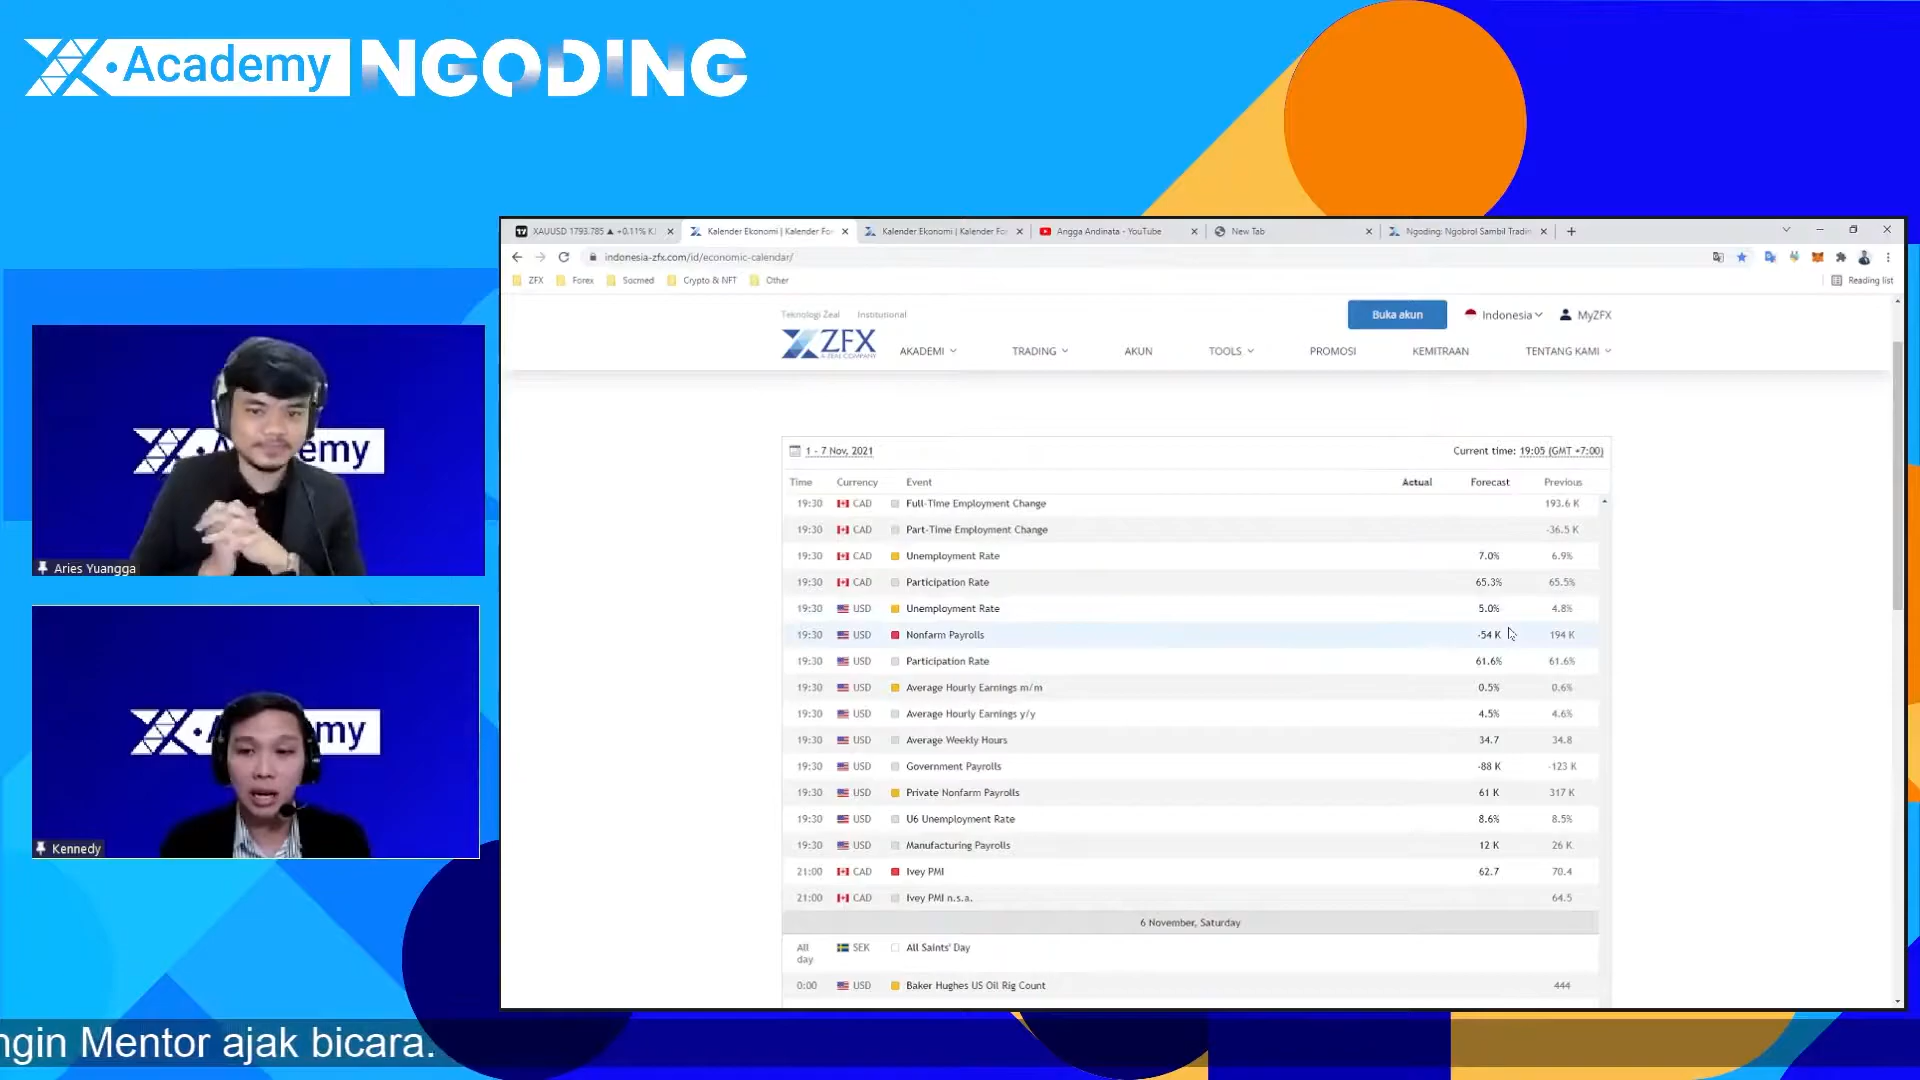 Academy NGODING
XAUUSD 1793.785 ▲ +0.11% K.
Kalender Ekonomi | Kalender For
Kalender Ekonomi | Kalender For
Angga Andinata - YouTube
New Tab
Ngoding: Ngobrol Sambil Tradin
indonesia-zfx.com/id/economic-calendar/
ZFX Forex Socmed Crypto & NFT Other
Reading list
Teknologi Zeal Institutional
Buka akun Indonesia MyZFX
ZFX
A ZEAL COMPANY
AKADEMI TRADING AKUN TOOLS PROMOSI KEMITRAAN TENTANG KAMI
1 - 7 Nov, 2021 Current time: 19:05 (GMT +7:00)
Time Currency Event Actual Forecast Previous
19:30 CAD Full-Time Employment Change 193.6 K
19:30 CAD Part-Time Employment Change -36.5 K
19:30 CAD Unemployment Rate 7.0% 6.9%
19:30 CAD Participation Rate 65.3% 65.5%
19:30 USD Unemployment Rate 5.0% 4.8%
19:30 USD Nonfarm Payrolls -54 K 194 K
19:30 USD Participation Rate 61.6% 61.6%
19:30 USD Average Hourly Earnings m/m 0.5% 0.6%
19:30 USD Average Hourly Earnings y/y 4.5% 4.6%
19:30 USD Average Weekly Hours 34.7 34.8
19:30 USD Government Payrolls -88 K -123 K
19:30 USD Private Nonfarm Payrolls 61 K 317 K
19:30 USD U6 Unemployment Rate 8.6% 8.5%
19:30 USD Manufacturing Payrolls 12 K 26 K
21:00 CAD Ivey PMI 62.7 70.4
21:00 CAD Ivey PMI n.s.a. 64.5
6 November, Saturday
All day SEK All Saints' Day
0:00 USD Baker Hughes US Oil Rig Count 444
A my
Aries Yuangga
A my
Kennedy
ngin Mentor ajak bicara.